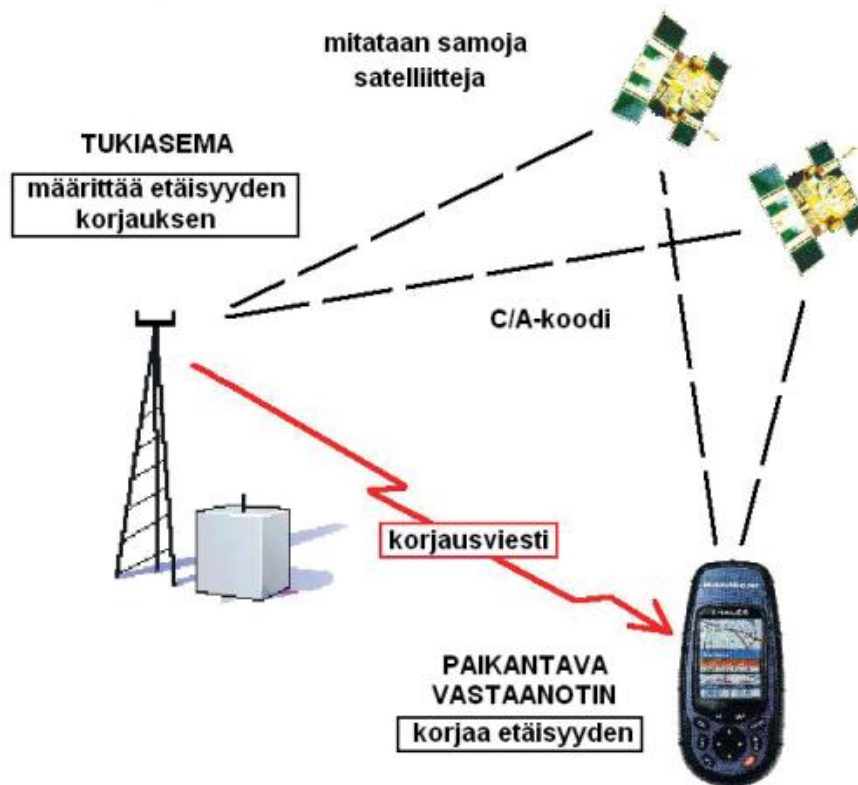 mitataan samoja
satelliitteja
TUKIASEMA
määrittää etäisyyden
korjauksen
C/A-koodi
korjausviesti
PAIKANTAVA
VASTAANOTIN
korjaa etäisyyden